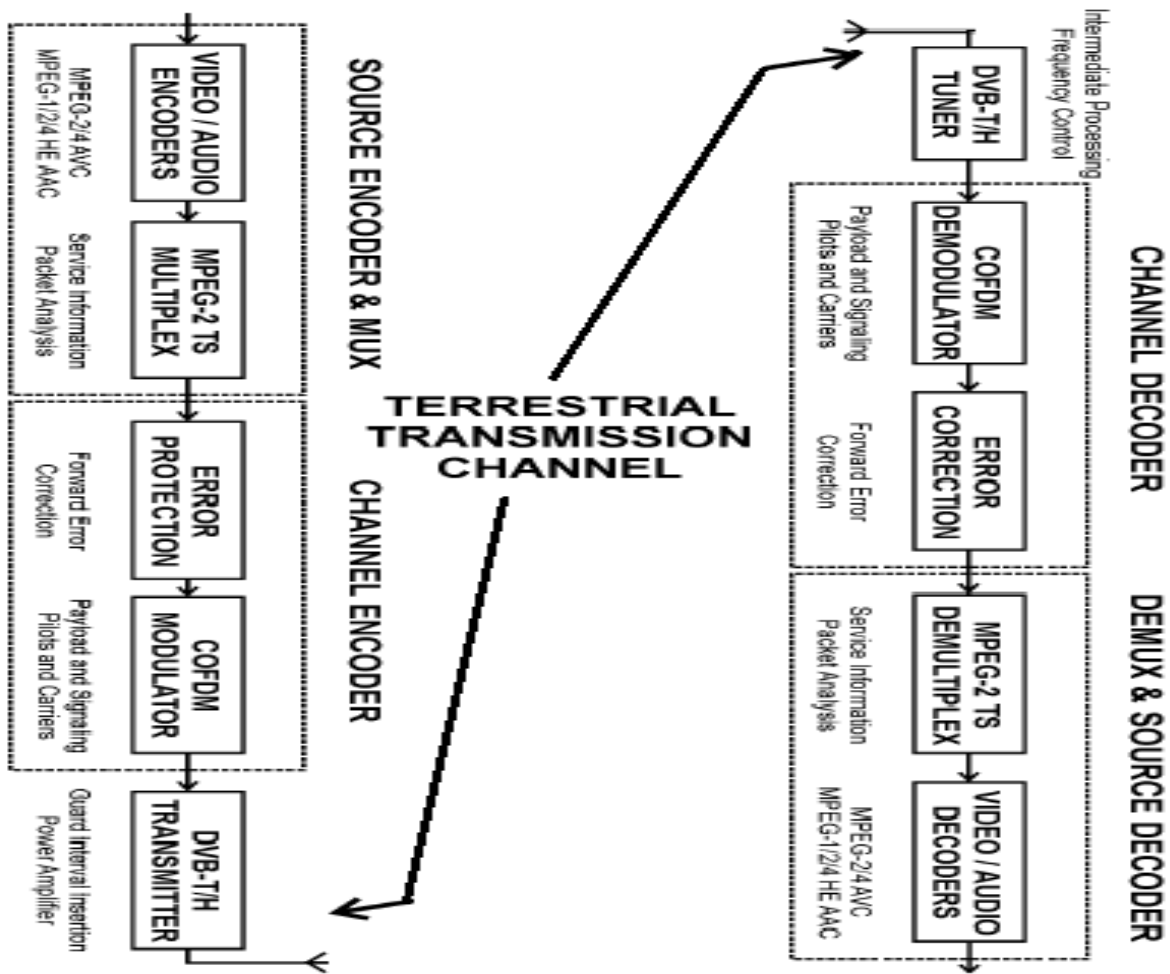 SOURCE ENCODER & MUX
VIDEO / AUDIO
ENCODERS
MPEG-2/4 AVC
MPEG-1/2/4 HE AAC
MPEG-2 TS
MULTIPLEX
Service Information
Packet Analysis
CHANNEL ENCODER
ERROR
PROTECTION
Forward Error
Correction
COFDM
MODULATOR
Payload and Signaling
Pilots and Carriers
DVB-T/H
TRANSMITTER
Guard Interval Insertion
Power Amplifier
TERRESTRIAL
TRANSMISSION
CHANNEL
Intermediate Processing
Frequency Control
DVB-T/H
TUNER
CHANNEL DECODER
COFDM
DEMODULATOR
Payload and Signaling
Pilots and Carriers
ERROR
CORRECTION
Forward Error
Correction
DEMUX & SOURCE DECODER
MPEG-2 TS
DEMULTIPLEX
Service Information
Packet Analysis
VIDEO / AUDIO
DECODERS
MPEG-2/4 AVC
MPEG-1/2/4 HE AAC